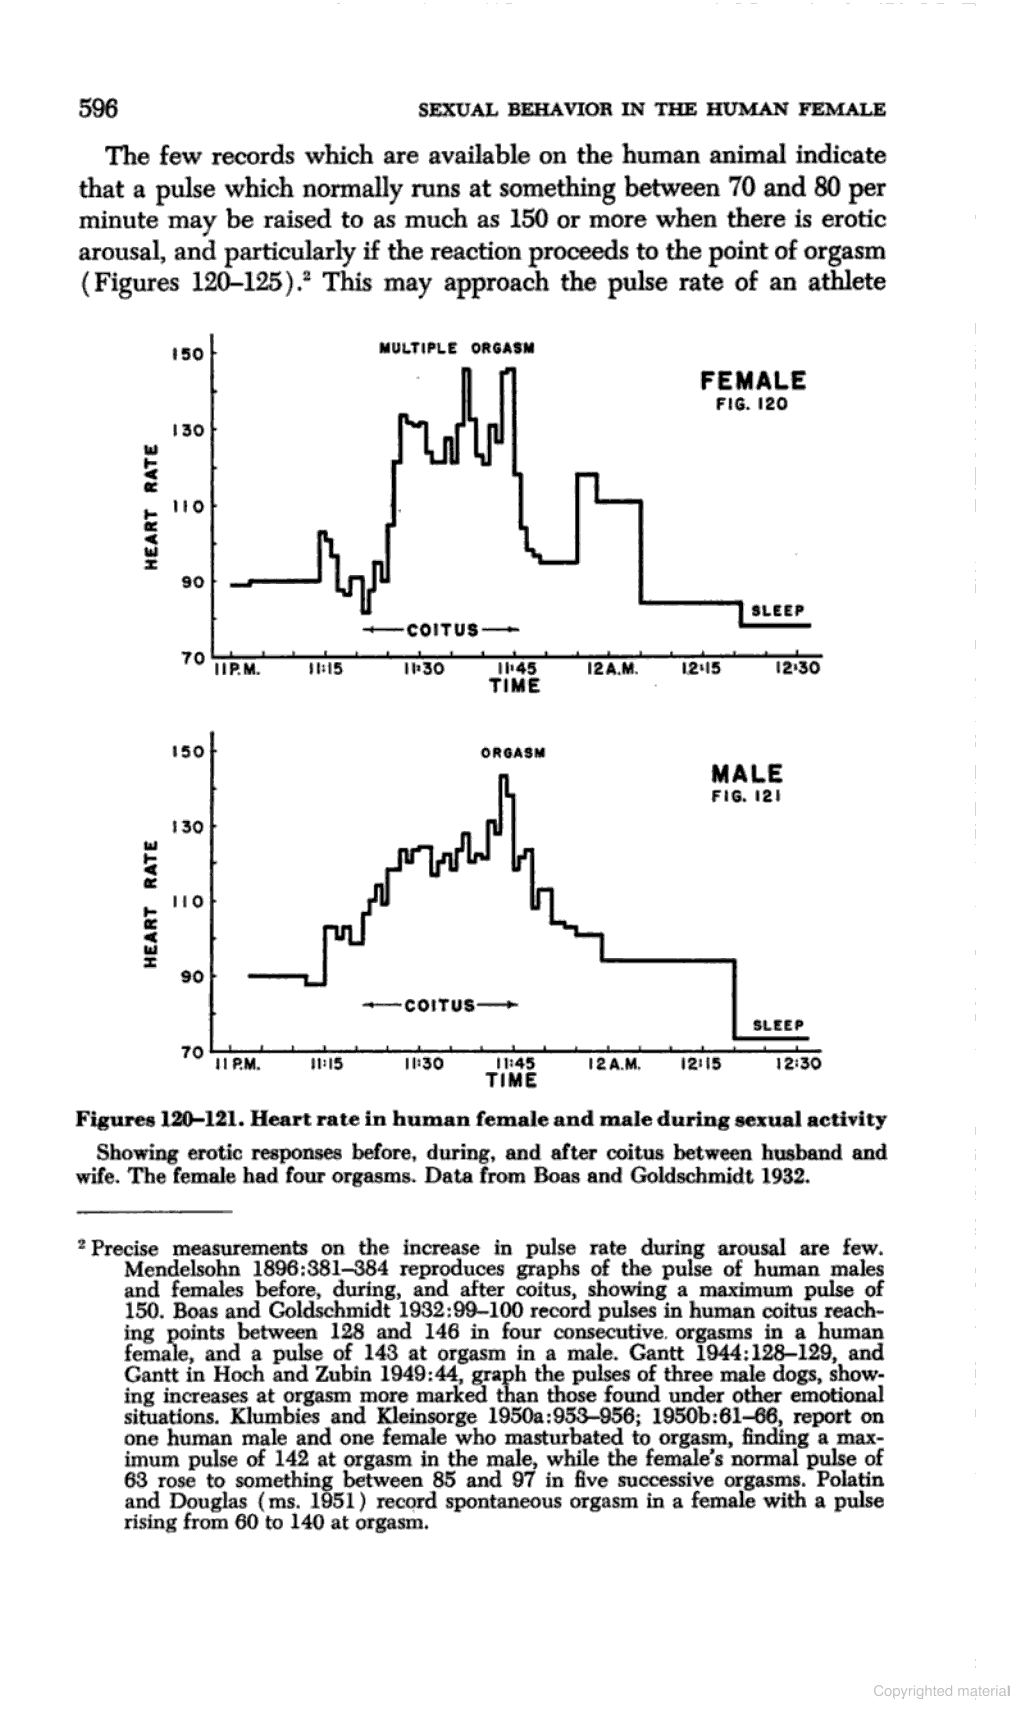 596 SEXUAL BEHAVIOR IN THE HUMAN FEMALE
The few records which are available on the human animal indicate
that a pulse which normally runs at something between 70 and 80 per
minute may be raised to as much as 150 or more when there is erotic
arousal, and particularly if the reaction proceeds to the point of orgasm
(Figures 120–125).² This may approach the pulse rate of an athlete
MULTIPLE ORGASM
FEMALE
FIG. 120
HEART RATE
150
130
110
90
70
COITUS
SLEEP
11 P.M. 11:15 11:30 11:45 12 A.M. 12:15 12:30
TIME
ORGASM
MALE
FIG. 121
HEART RATE
150
130
110
90
70
COITUS
SLEEP
11 P.M. 11:15 11:30 11:45 12 A.M. 12:15 12:30
TIME
Figures 120–121. Heart rate in human female and male during sexual activity
Showing erotic responses before, during, and after coitus between husband and
wife. The female had four orgasms. Data from Boas and Goldschmidt 1932.
² Precise measurements on the increase in pulse rate during arousal are few.
Mendelsohn 1896:381–384 reproduces graphs of the pulse of human males
and females before, during, and after coitus, showing a maximum pulse of
150. Boas and Goldschmidt 1932:99–100 record pulses in human coitus reach-
ing points between 128 and 146 in four consecutive orgasms in a human
female, and a pulse of 143 at orgasm in a male. Gantt 1944:128–129, and
Gantt in Hoch and Zubin 1949:44, graph the pulses of three male dogs, show-
ing increases at orgasm more marked than those found under other emotional
situations. Klumbies and Kleinsorge 1950a:953–956; 1950b:61–66, report on
one human male and one female who masturbated to orgasm, finding a max-
imum pulse of 142 at orgasm in the male, while the female's normal pulse of
63 rose to something between 85 and 97 in five successive orgasms. Polatin
and Douglas (ms. 1951) record spontaneous orgasm in a female with a pulse
rising from 60 to 140 at orgasm.
Copyrighted material